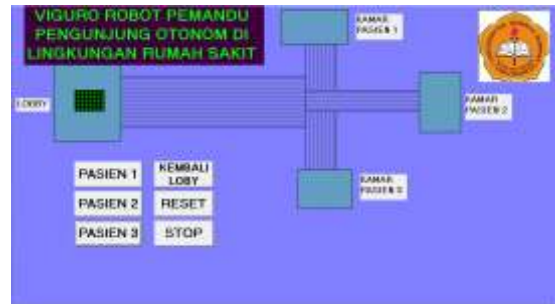 VIGURO ROBOT PEMANDU
PENGUNJUNG OTONOM DI
LINGKUNGAN RUMAH SAKIT
KAMAR
PASIEN 1
LOBBY
KAMAR
PASIEN 2
KAMAR
PASIEN 3
PASIEN 1
KEMBALI
LOBY
PASIEN 2
RESET
PASIEN 3
STOP